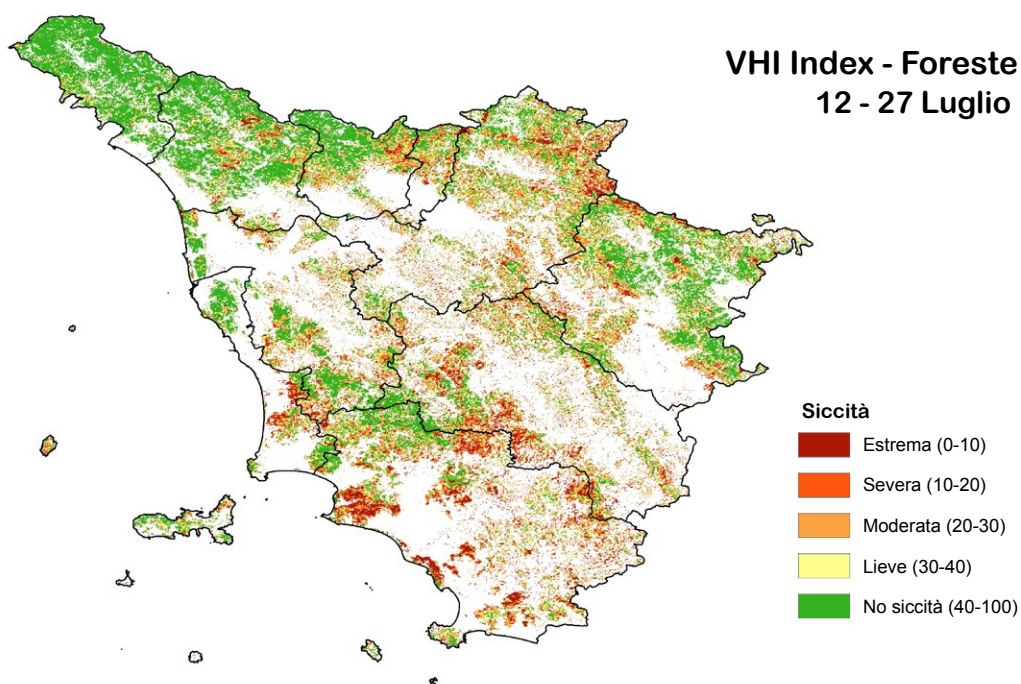 VHI Index - Foreste
12 - 27 Luglio
Siccità
Estrema (0-10)
Severa (10-20)
Moderata (20-30)
Lieve (30-40)
No siccità (40-100)